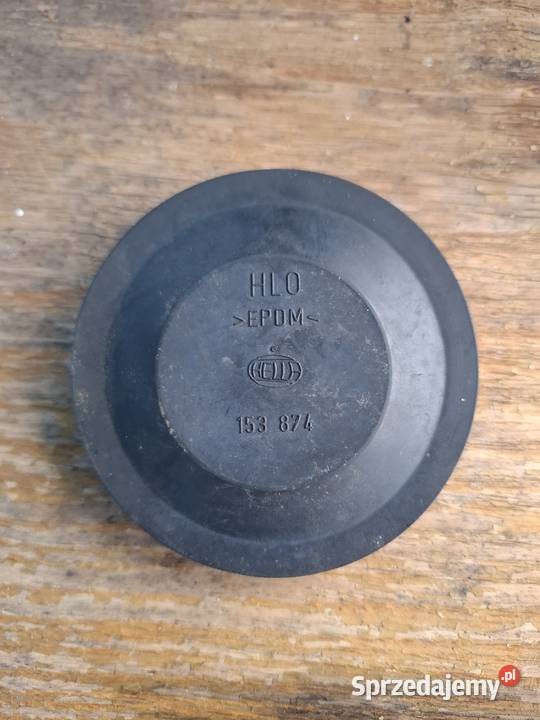 HLO
>EPDM<
HELLA
153 874
Sprzedajemy.pl